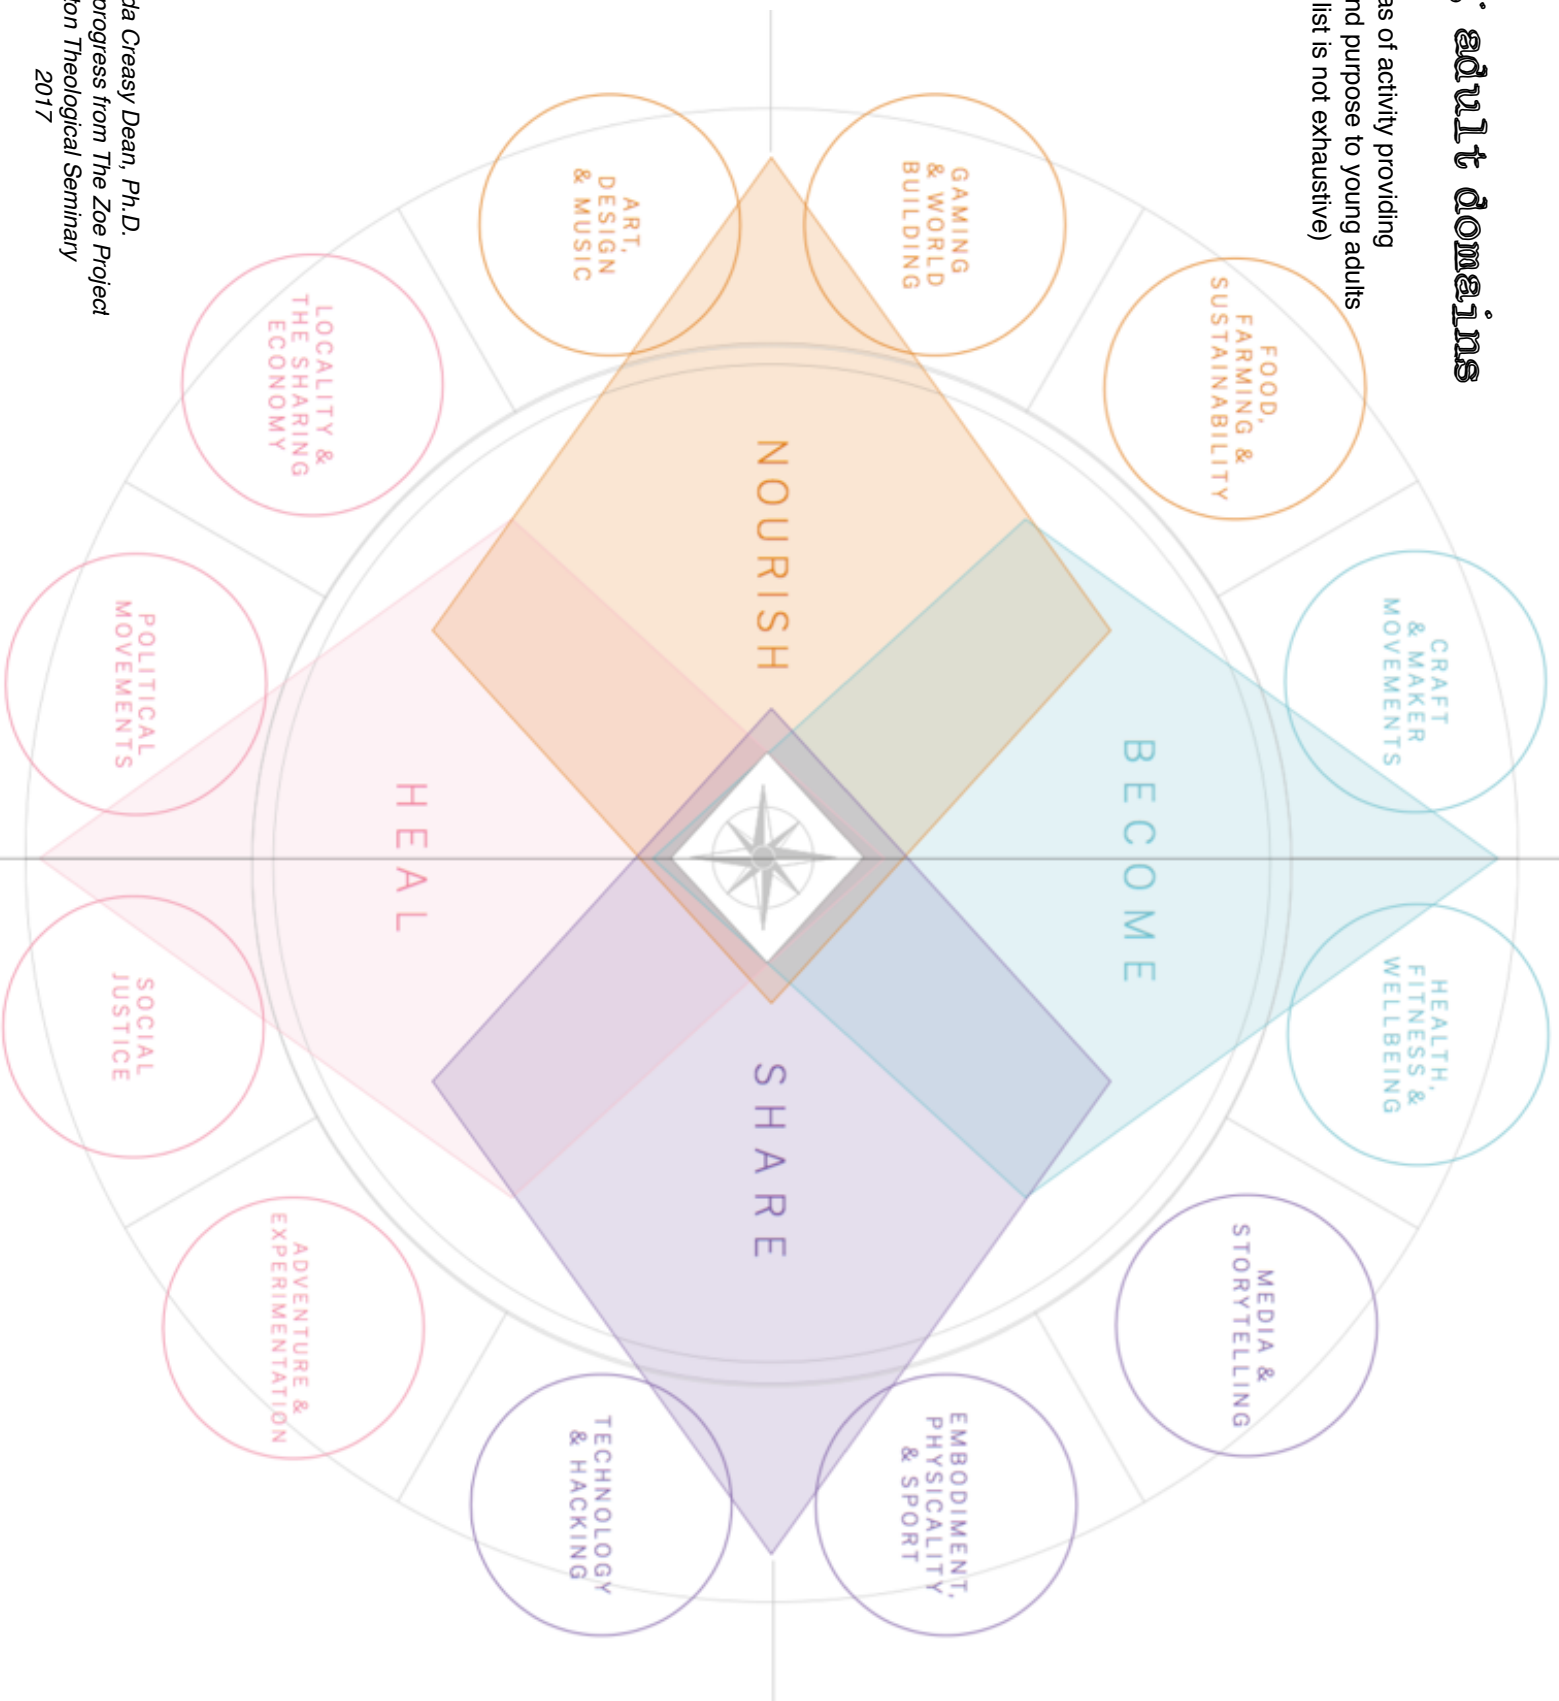 adult domains
as of activity providing
nd purpose to young adults
list is not exhaustive)
CRAFT
& MAKER
MOVEMENTS
HEALTH,
FITNESS &
WELLBEING
FOOD,
FARMING &
SUSTAINABILITY
MEDIA &
STORYTELLING
BECOME
GAMING
& WORLD
BUILDING
EMBODIMENT,
PHYSICALITY
& SPORT
NOURISH
SHARE
ART,
DESIGN
& MUSIC
TECHNOLOGY
& HACKING
HEAL
LOCALITY &
THE SHARING
ECONOMY
ADVENTURE &
EXPERIMENTATION
POLITICAL
MOVEMENTS
SOCIAL
JUSTICE
da Creasy Dean, Ph.D.
progress from The Zoe Project
ton Theological Seminary
2017